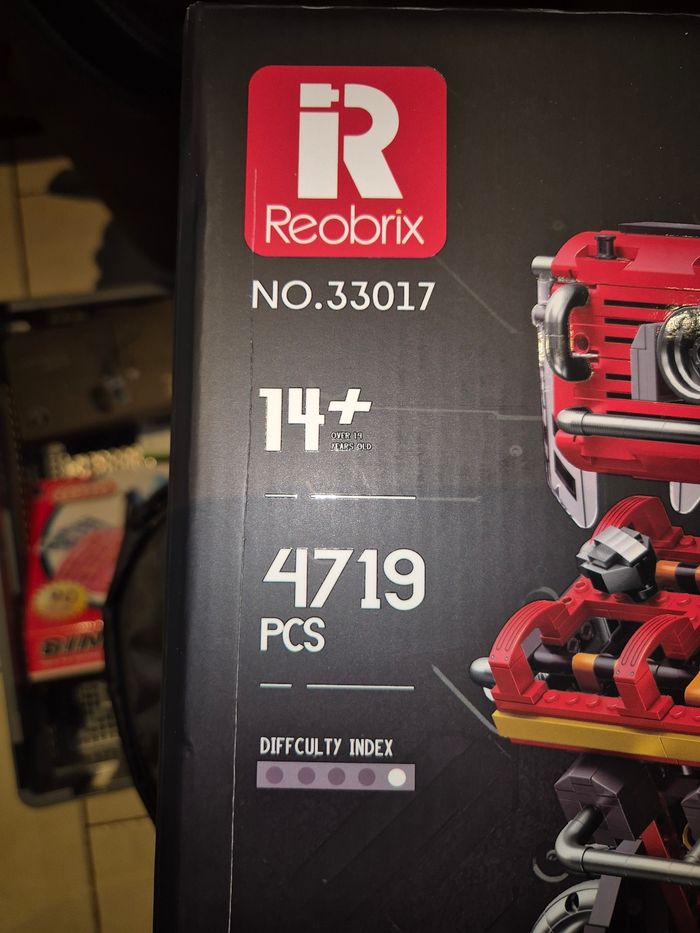 Reobrix
NO.33017
14+
OVER 14
YEARS OLD
4719
PCS
DIFFCULTY INDEX